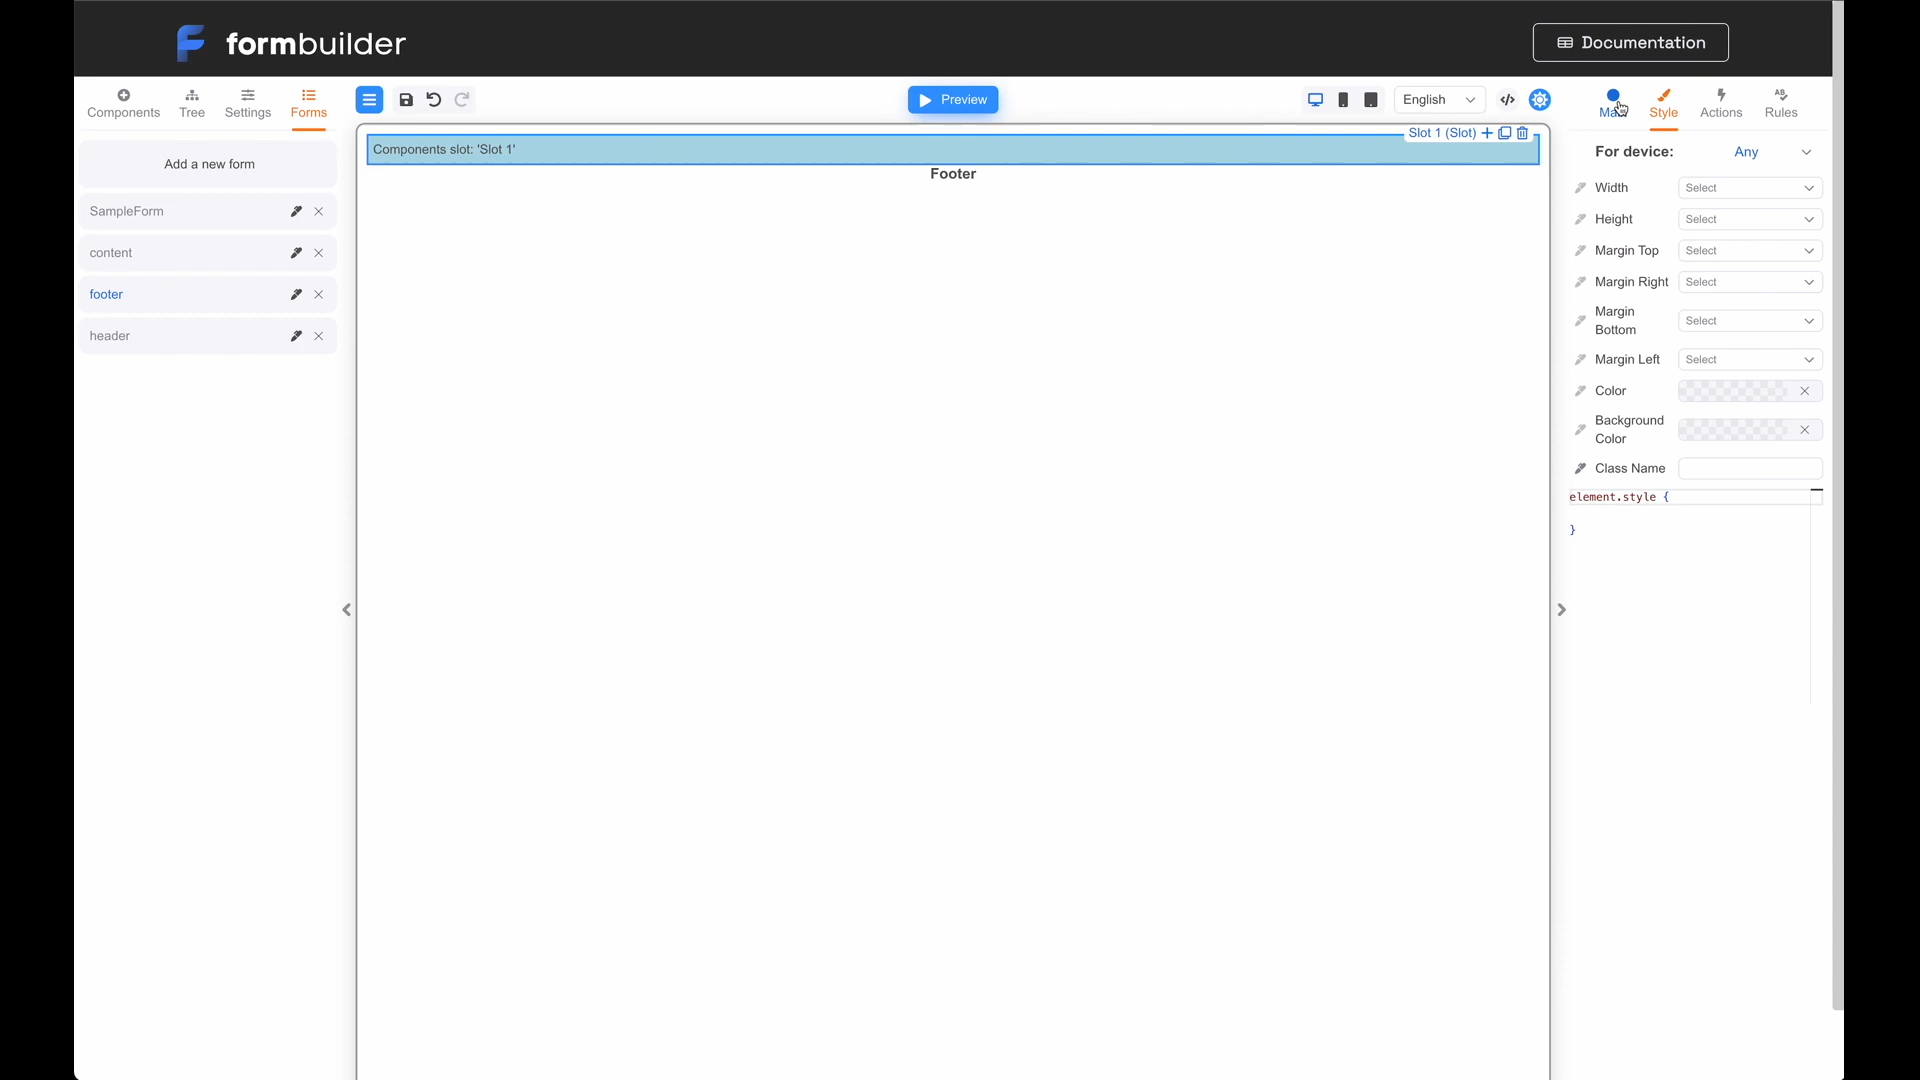 formbuilder
Documentation
Components
Tree
Settings
Forms
Preview
English
Style
Actions
Rules
Add a new form
SampleForm
content
footer
header
Slot 1 (Slot)
Components slot: 'Slot 1'
Footer
For device:
Any
Width
Select
Height
Select
Margin Top
Select
Margin Right
Select
Margin
Bottom
Select
Margin Left
Select
Color
Background
Color
Class Name
element.style {
}